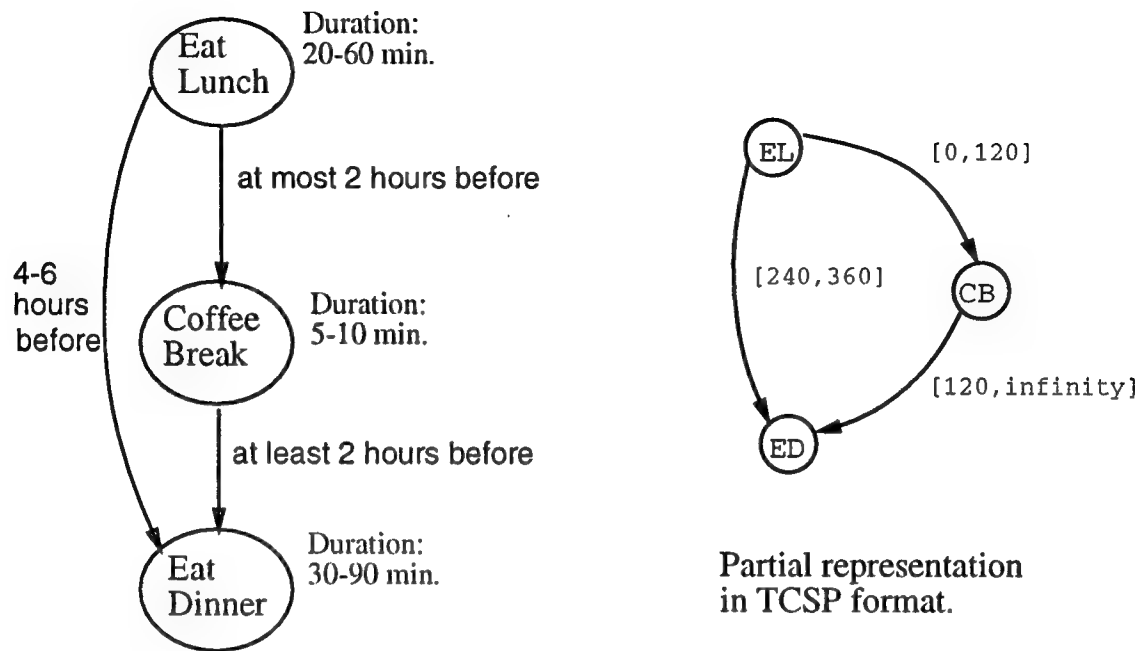 Eat
Lunch
Duration:
20-60 min.
at most 2 hours before
4-6
hours
before
Coffee
Break
Duration:
5-10 min.
at least 2 hours before
Eat
Dinner
Duration:
30-90 min.
EL
[0,120]
[240,360]
CB
[120,infinity]
ED
Partial representation
in TCSP format.